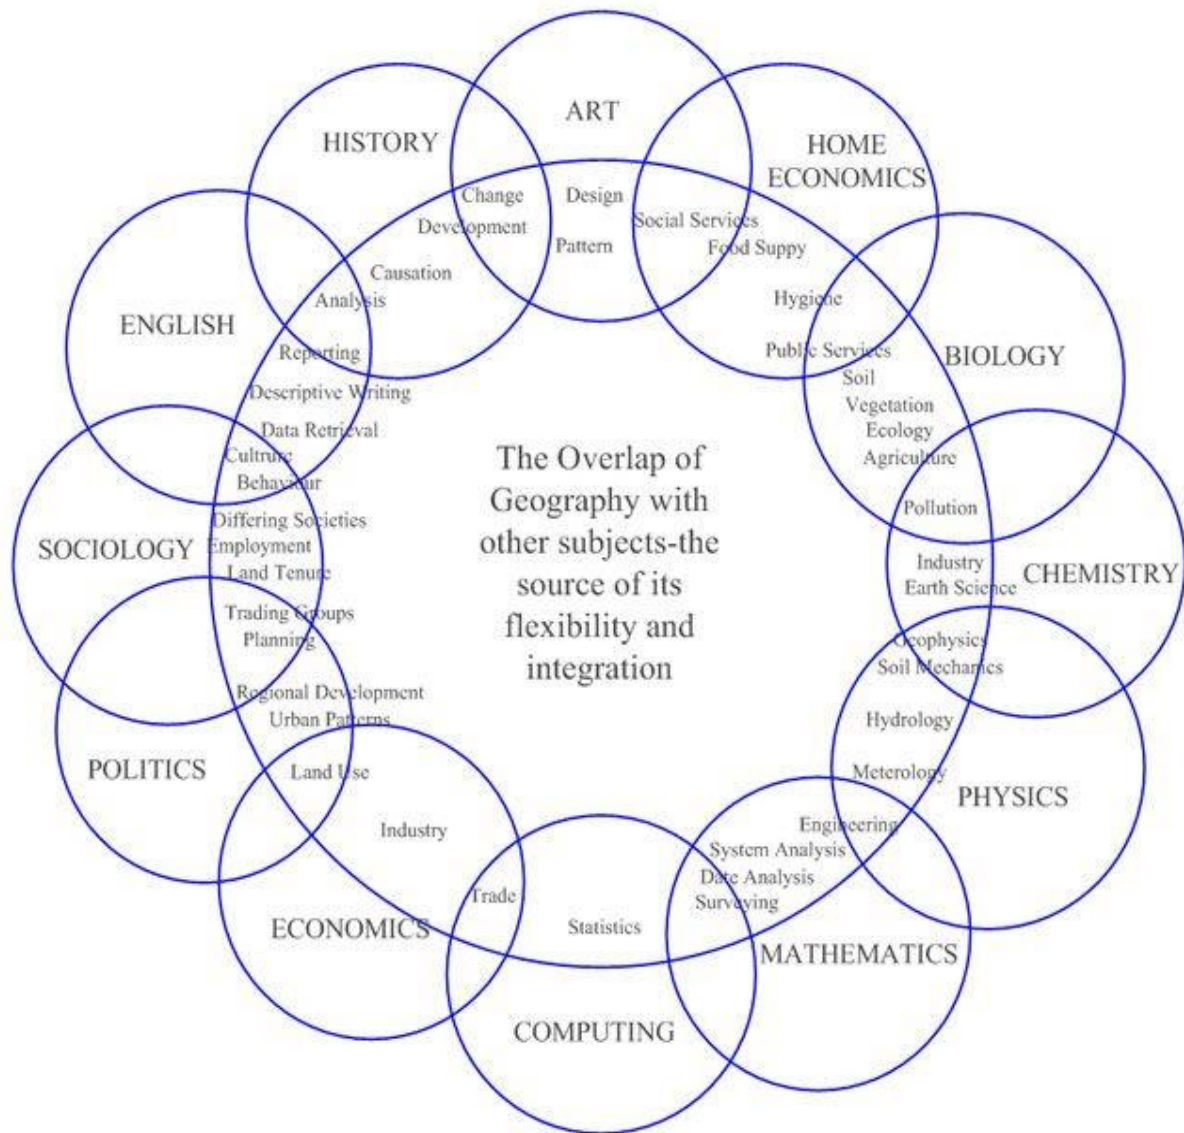 ART
HISTORY
HOME
ECONOMICS
Change
Design
Development
Social Services
Pattern
Food Suppy
Causation
Analysis
Hygiene
ENGLISH
Reporting
Public Services
BIOLOGY
Soil
Descriptive Writing
Vegetation
Data Retrieval
Ecology
Cultrure
Agriculture
Behaviour
The Overlap of
Geography with
other subjects-the
source of its
flexibility and
integration
Pollution
Differing Societies
SOCIOLOGY
Employment
Land Tenure
Industry
Earth Science
CHEMISTRY
Trading Groups
Planning
Geophysics
Soil Mechanics
Regional Development
Urban Patterns
Hydrology
POLITICS
Land Use
Meterology
PHYSICS
Industry
Engineering
System Analysis
Date Analysis
Surveying
Trade
ECONOMICS
Statistics
MATHEMATICS
COMPUTING